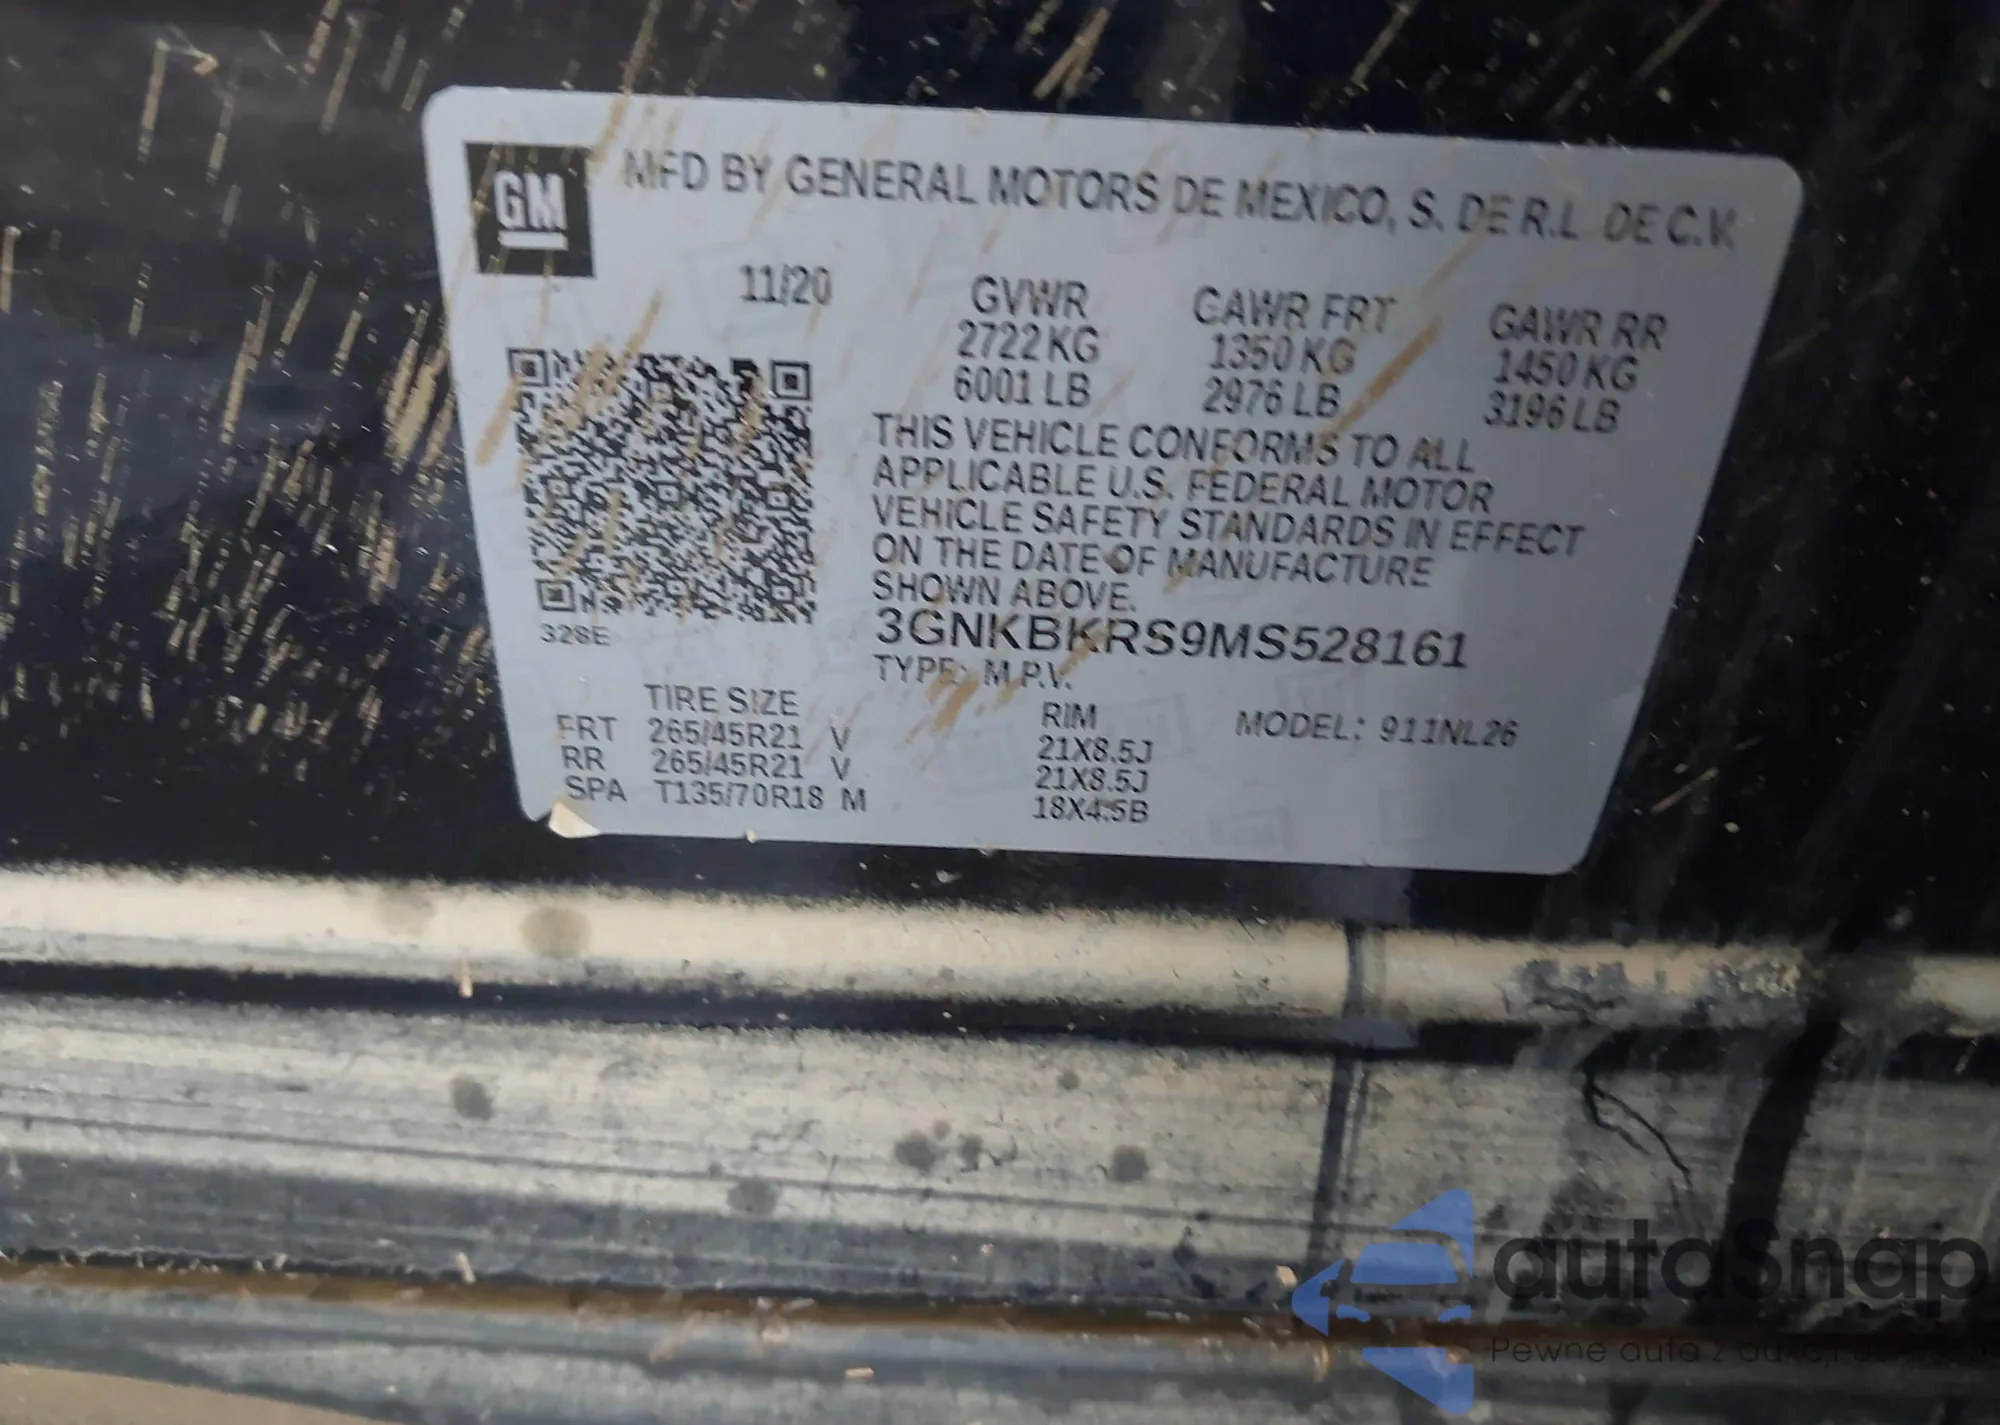 GM
MFD BY GENERAL MOTORS DE MEXICO, S. DE R.L. DE C.V.
11/20
GVWR GAWR FRT GAWR RR
2722 KG 1350 KG 1450 KG
6001 LB 2976 LB 3196 LB
THIS VEHICLE CONFORMS TO ALL
APPLICABLE U.S. FEDERAL MOTOR
VEHICLE SAFETY STANDARDS IN EFFECT
ON THE DATE OF MANUFACTURE
SHOWN ABOVE.
328E
3GNKBKRS9MS528161
TYPE: M.P.V.
TIRE SIZE RIM MODEL: 911NL26
FRT 265/45R21 V 21X8.5J
RR 265/45R21 V 21X8.5J
SPA T135/70R18 M 18X4.5B
autoSnap
Pewne auta z aukcji